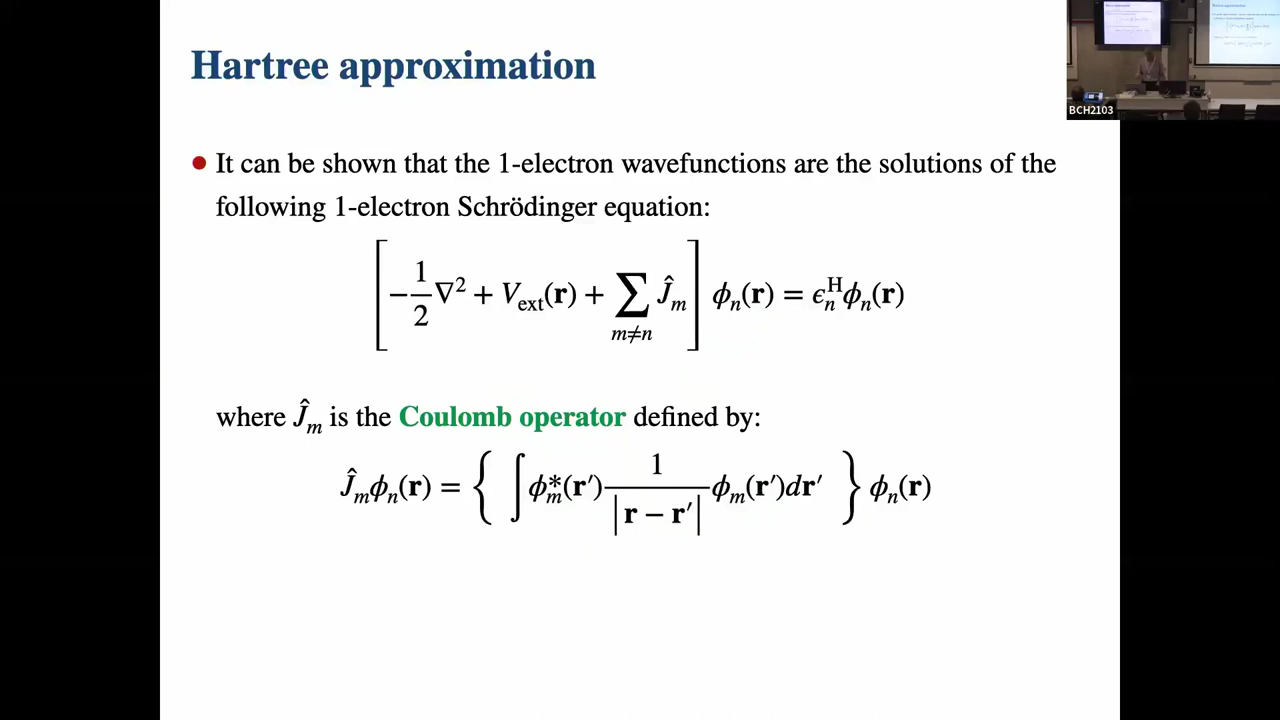 Hartree approximation
BCH2103
• It can be shown that the 1-electron wavefunctions are the solutions of the
following 1-electron Schrödinger equation:
[ −1/2 ∇² + V_ext(r) + ∑_{m≠n} Ĵ_m ] ϕ_n(r) = ϵ_n^H ϕ_n(r)
where Ĵ_m is the Coulomb operator defined by:
Ĵ_m ϕ_n(r) = { ∫ ϕ_m*(r′) 1/|r − r′| ϕ_m(r′)dr′ } ϕ_n(r)